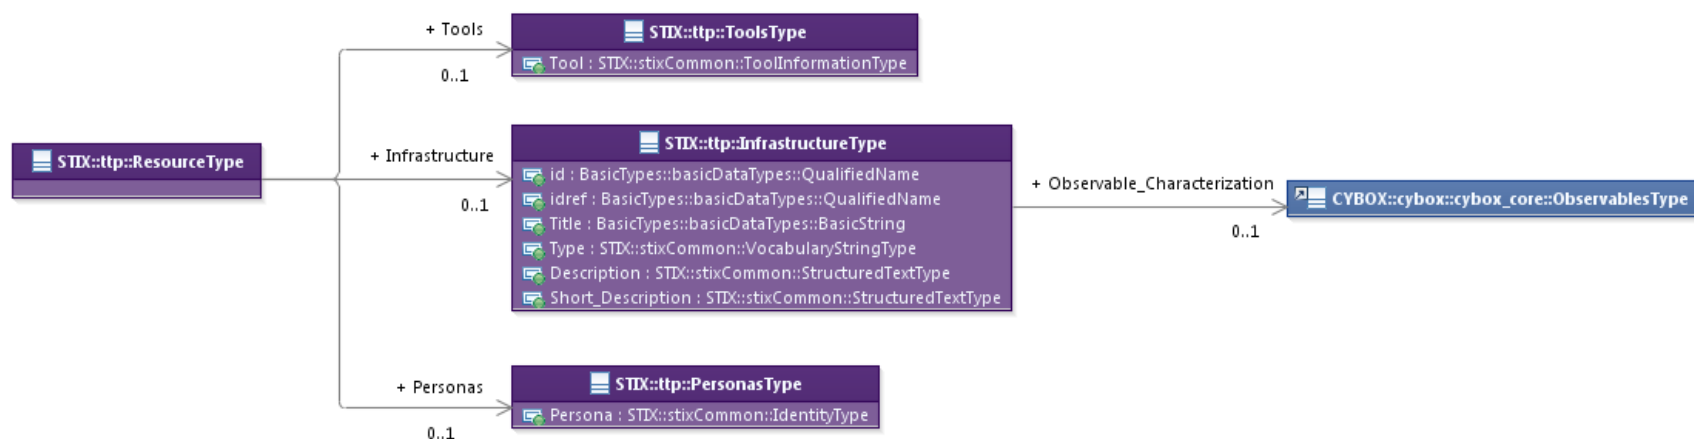 + Tools
0..1
STIX::ttp::ToolsType
Tool : STIX::stixCommon::ToolInformationType
STIX::ttp::ResourceType
+ Infrastructure
0..1
STIX::ttp::InfrastructureType
id : BasicTypes::basicDataTypes::QualifiedName
idref : BasicTypes::basicDataTypes::QualifiedName
Title : BasicTypes::basicDataTypes::BasicString
Type : STIX::stixCommon::VocabularyStringType
Description : STIX::stixCommon::StructuredTextType
Short_Description : STIX::stixCommon::StructuredTextType
+ Observable_Characterization
0..1
CYBOX::cybox::cybox_core::ObservablesType
+ Personas
0..1
STIX::ttp::PersonasType
Persona : STIX::stixCommon::IdentityType